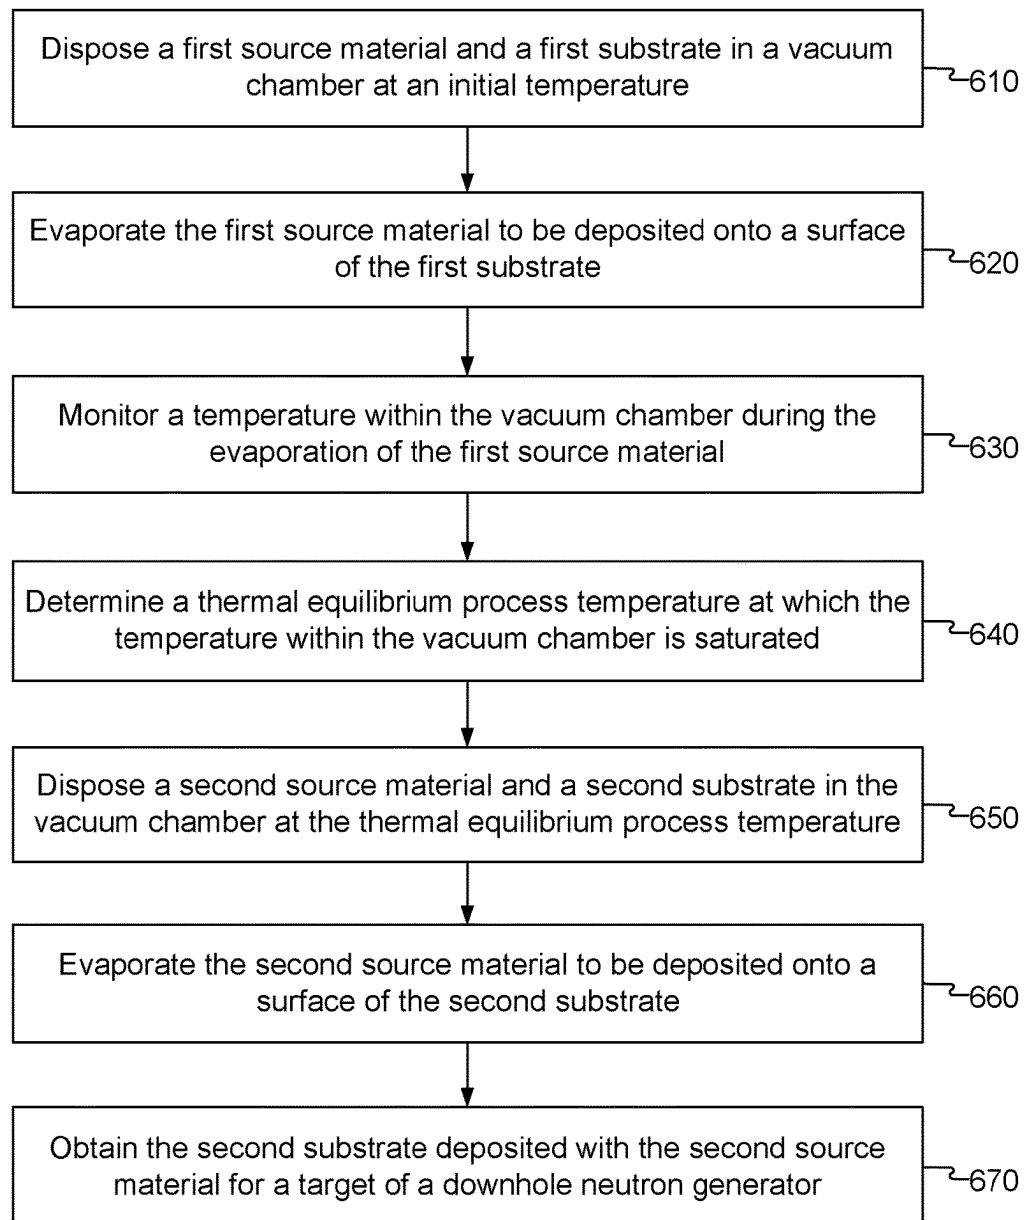 Dispose a first source material and a first substrate in a vacuum
chamber at an initial temperature
610
Evaporate the first source material to be deposited onto a surface
of the first substrate
620
Monitor a temperature within the vacuum chamber during the
evaporation of the first source material
630
Determine a thermal equilibrium process temperature at which the
temperature within the vacuum chamber is saturated
640
Dispose a second source material and a second substrate in the
vacuum chamber at the thermal equilibrium process temperature
650
Evaporate the second source material to be deposited onto a
surface of the second substrate
660
Obtain the second substrate deposited with the second source
material for a target of a downhole neutron generator
670